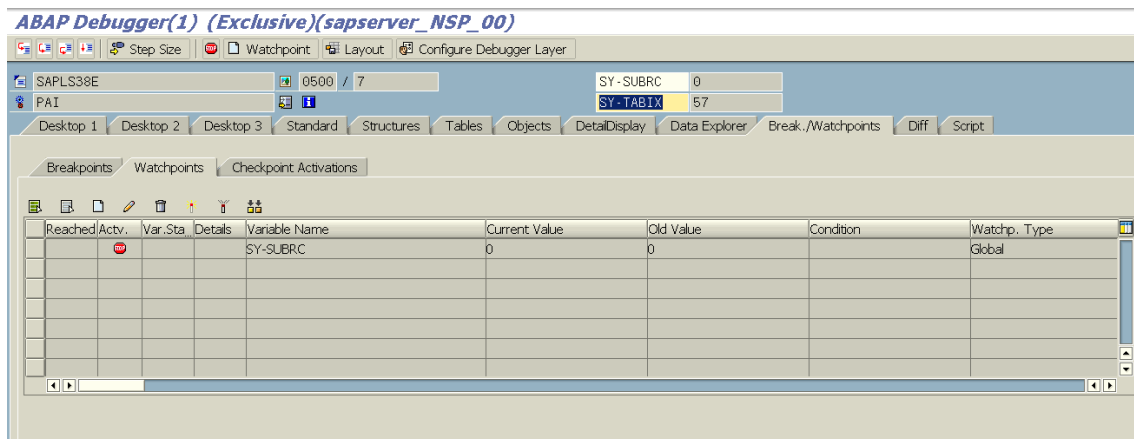 ABAP Debugger(1) (Exclusive)(sapserver_NSP_00)
Step Size Watchpoint Layout Configure Debugger Layer
SAPLS38E 0500 / 7 SY-SUBRC 0
PAI SY-TABIX 57
Desktop 1 Desktop 2 Desktop 3 Standard Structures Tables Objects DetailDisplay Data Explorer Break./Watchpoints Diff Script
Breakpoints Watchpoints Checkpoint Activations
Reached Actv. Var.Sta Details Variable Name Current Value Old Value Condition Watchp. Type
STOP SY-SUBRC 0 0 Global